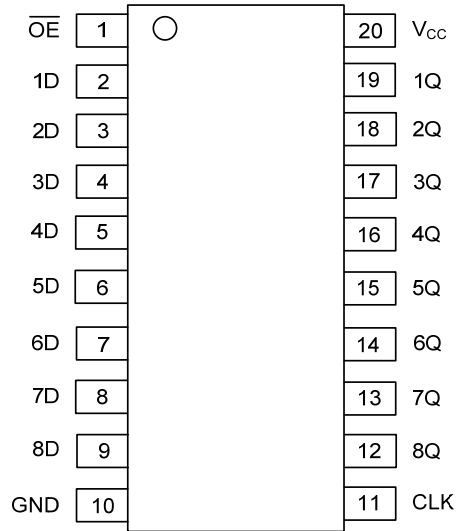 O̅E̅ 1 20 VCC
1D 2 19 1Q
2D 3 18 2Q
3D 4 17 3Q
4D 5 16 4Q
5D 6 15 5Q
6D 7 14 6Q
7D 8 13 7Q
8D 9 12 8Q
GND 10 11 CLK